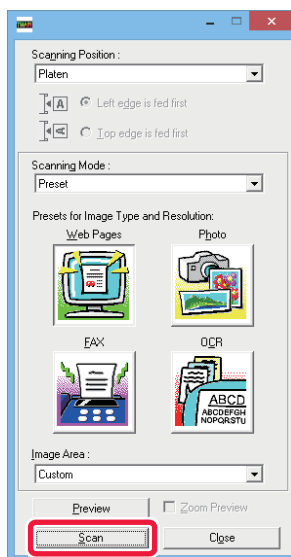 Scanning Position :
Platen
A Left edge is fed first
A Top edge is fed first
Scanning Mode :
Preset
Presets for Image Type and Resolution:
Web Pages Photo
FAX OCR
ABCD
ABCDEFGH
NOPQRSTU
Image Area :
Custom
Preview Zoom Preview
Scan Close